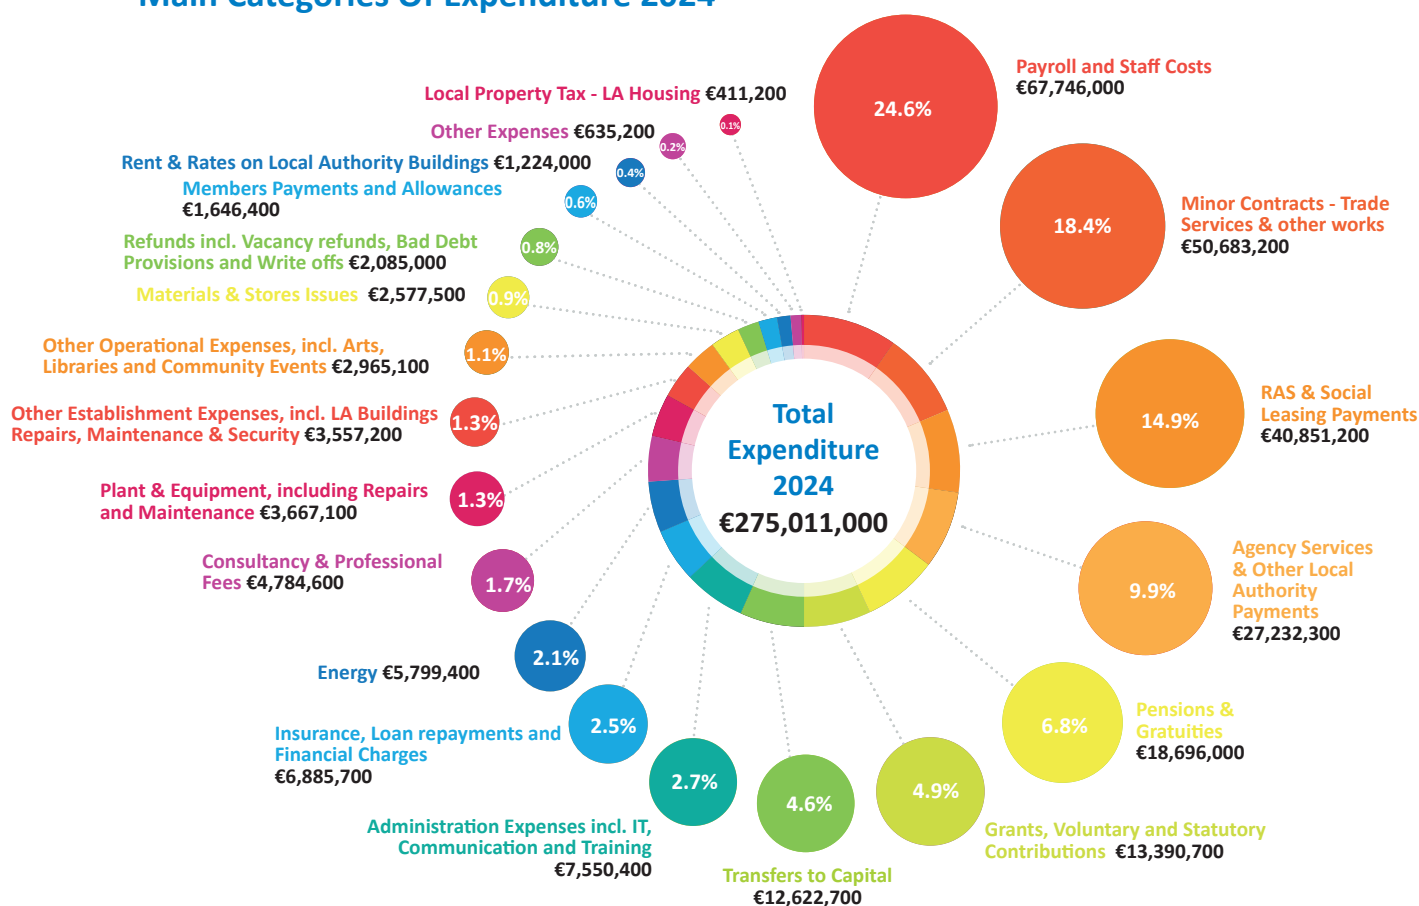 Main Categories Of Expenditure 2024
24.6%
Payroll and Staff Costs
€67,746,000
18.4%
Minor Contracts - Trade
Services & other works
€50,683,200
14.9%
RAS & Social
Leasing Payments
€40,851,200
9.9%
Agency Services
& Other Local
Authority
Payments
€27,232,300
6.8%
Pensions &
Gratuities
€18,696,000
4.9%
Grants, Voluntary and Statutory
Contributions €13,390,700
4.6%
Transfers to Capital
€12,622,700
2.7%
Administration Expenses incl. IT,
Communication and Training
€7,550,400
2.5%
Insurance, Loan repayments and
Financial Charges
€6,885,700
2.1%
Energy €5,799,400
1.7%
Consultancy & Professional
Fees €4,784,600
1.3%
Plant & Equipment, including Repairs
and Maintenance €3,667,100
1.3%
Other Establishment Expenses, incl. LA Buildings
Repairs, Maintenance & Security €3,557,200
1.1%
Other Operational Expenses, incl. Arts,
Libraries and Community Events €2,965,100
0.9%
Materials & Stores Issues €2,577,500
0.8%
Refunds incl. Vacancy refunds, Bad Debt
Provisions and Write offs €2,085,000
0.6%
Members Payments and Allowances
€1,646,400
0.4%
Rent & Rates on Local Authority Buildings €1,224,000
0.2%
Other Expenses €635,200
0.1%
Local Property Tax - LA Housing €411,200
Total
Expenditure
2024
€275,011,000